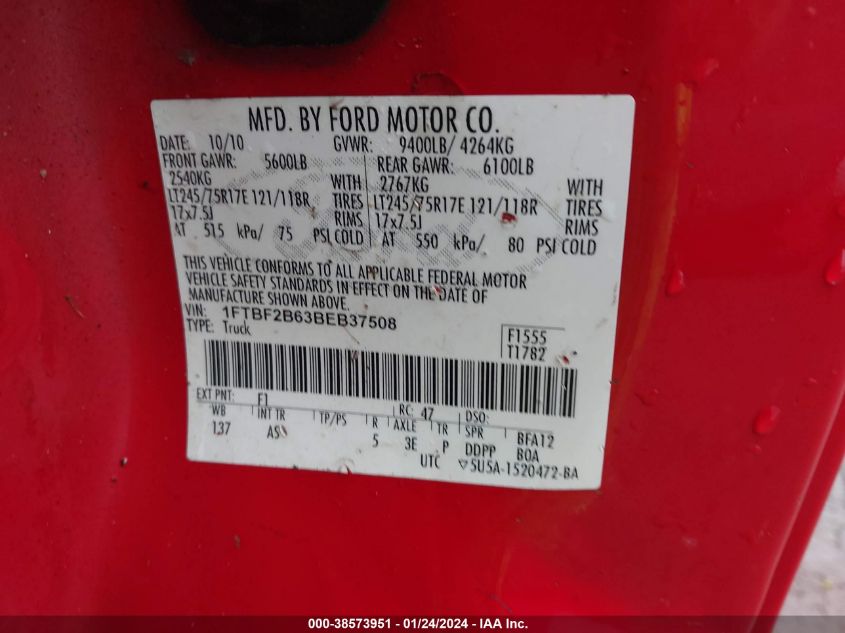 MFD. BY FORD MOTOR CO.
DATE: 10/10 GVWR: 9400LB/ 4264KG
FRONT GAWR: 5600LB REAR GAWR: 6100LB
2540KG WITH 2767KG WITH
LT245/75R17E 121/118R TIRES LT245/75R17E 121/118R TIRES
17x7.5J RIMS 17x7.5J RIMS
AT 515 kPa/ 75 PSI COLD AT 550 kPa/ 80 PSI COLD
THIS VEHICLE CONFORMS TO ALL APPLICABLE FEDERAL MOTOR
VEHICLE SAFETY STANDARDS IN EFFECT ON THE DATE OF
MANUFACTURE SHOWN ABOVE.
VIN: 1FTBF2B63BEB37508
TYPE: Truck
F1555
T1782
EXT PNT: F1 RC: 47 DSO:
WB INT TR TP/PS R AXLE TR SPR BFA12
137 AS 5 3E P DDPP BOA
UTC ▽5U5A-1520472-BA
000-38573951 / 01/24/2024 / IAA Inc.